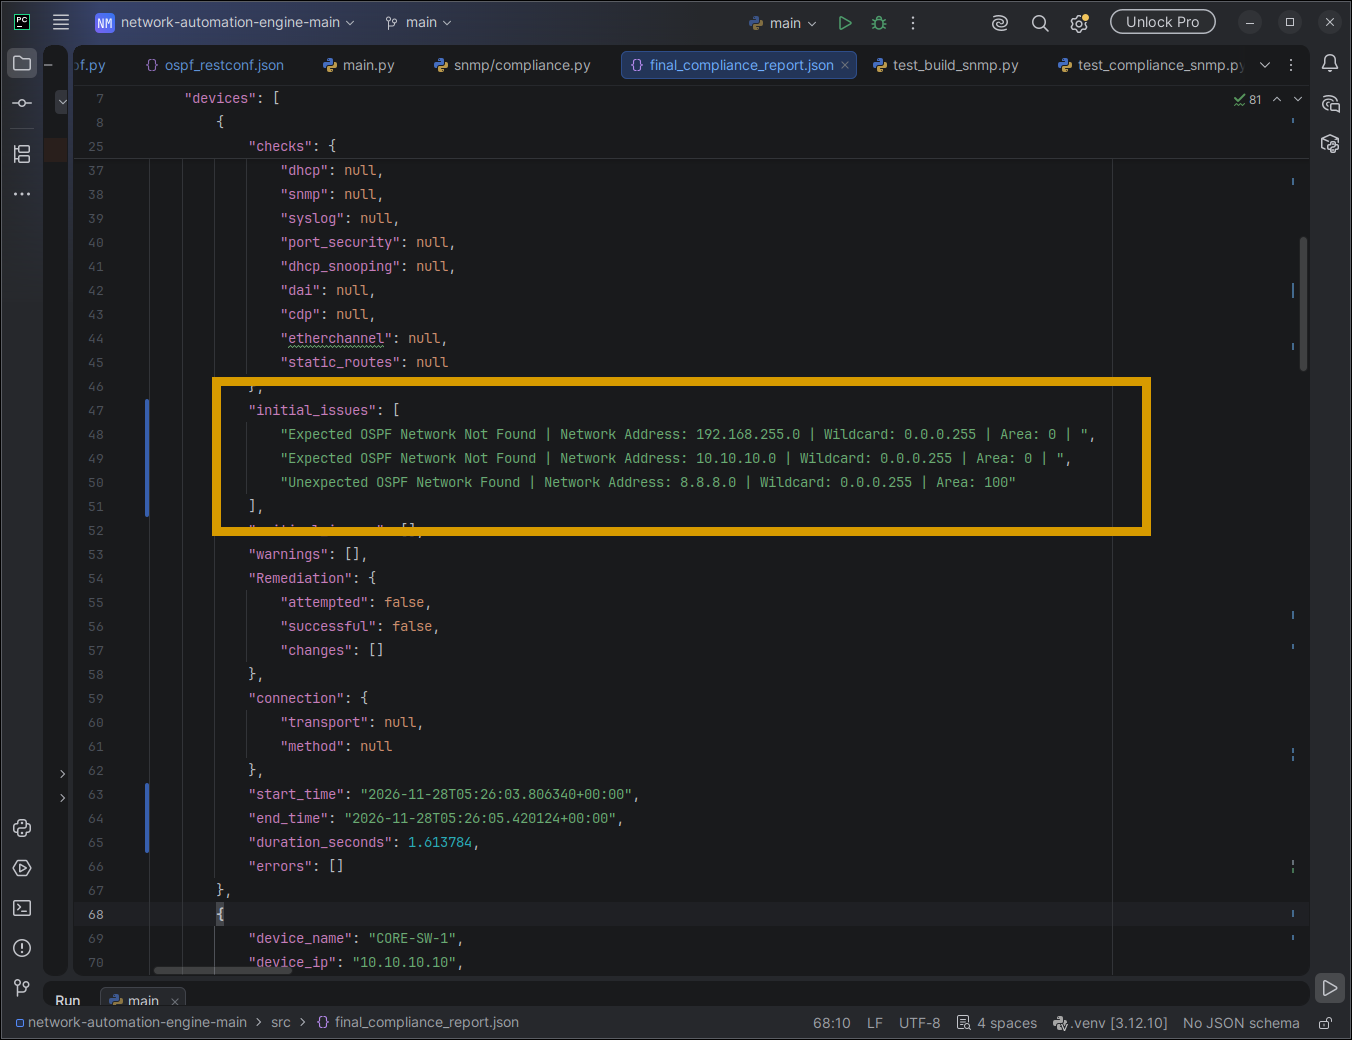 PC
NM network-automation-engine-main main main Unlock Pro
of.py {} ospf_restconf.json main.py snmp/compliance.py {} final_compliance_report.json × test_build_snmp.py test_compliance_snmp.py
7 "devices": [ 81
8 {
25 "checks": {
37 "dhcp": null,
38 "snmp": null,
39 "syslog": null,
40 "port_security": null,
41 "dhcp_snooping": null,
42 "dai": null,
43 "cdp": null,
44 "etherchannel": null,
45 "static_routes": null
46 },
47 "initial_issues": [
48 "Expected OSPF Network Not Found | Network Address: 192.168.255.0 | Wildcard: 0.0.0.255 | Area: 0 | ",
49 "Expected OSPF Network Not Found | Network Address: 10.10.10.0 | Wildcard: 0.0.0.255 | Area: 0 | ",
50 "Unexpected OSPF Network Found | Network Address: 8.8.8.0 | Wildcard: 0.0.0.255 | Area: 100"
51 ],
52 [],
53 "warnings": [],
54 "Remediation": {
55 "attempted": false,
56 "successful": false,
57 "changes": []
58 },
59 "connection": {
60 "transport": null,
61 "method": null
62 },
63 "start_time": "2026-11-28T05:26:03.806340+00:00",
64 "end_time": "2026-11-28T05:26:05.420124+00:00",
65 "duration_seconds": 1.613784,
66 "errors": []
67 },
68 {
69 "device_name": "CORE-SW-1",
70 "device_ip": "10.10.10.10",
Run main ×
network-automation-engine-main > src > {} final_compliance_report.json 68:10 LF UTF-8 4 spaces .venv [3.12.10] No JSON schema